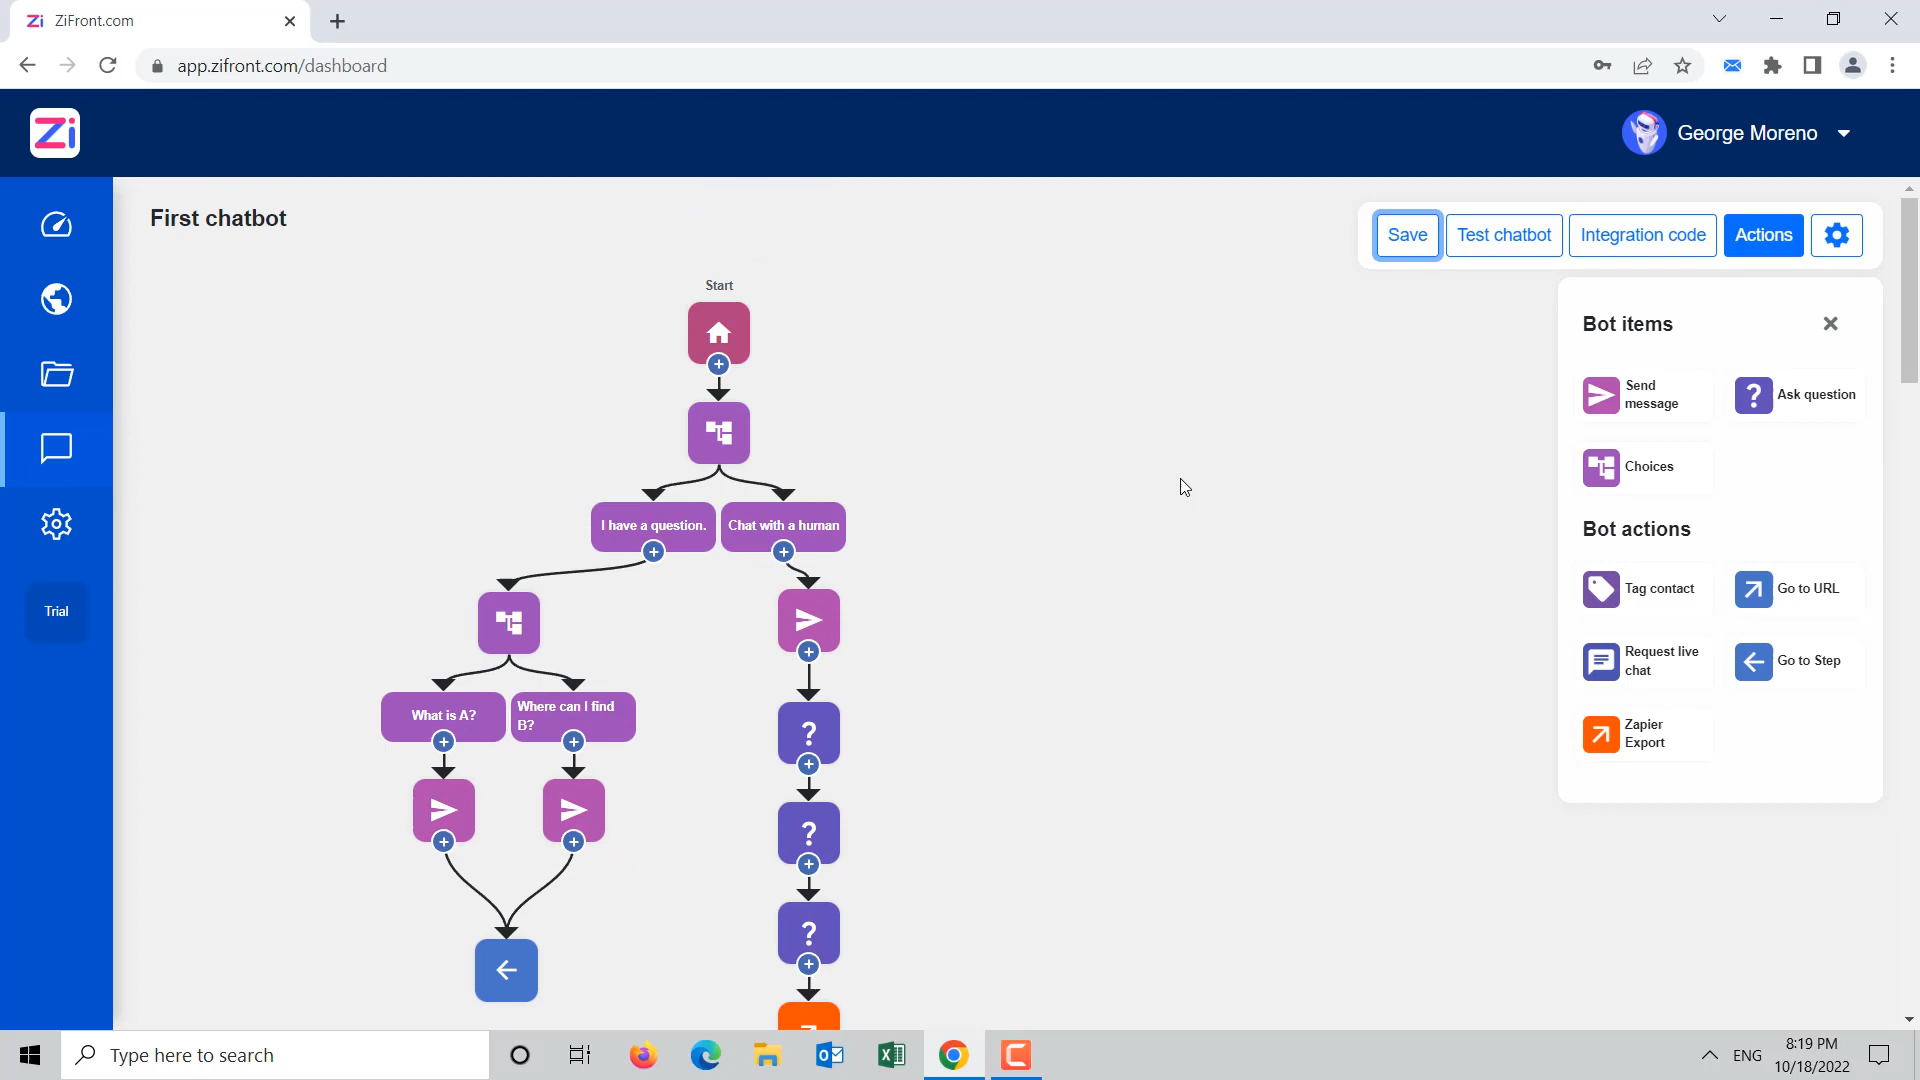 ZiFront.com
app.zifront.com/dashboard
Zi
George Moreno
First chatbot
Save
Test chatbot
Integration code
Actions
Start
Bot items
Send
message
Ask question
Choices
I have a question.
Chat with a human
Bot actions
Tag contact
Go to URL
Trial
Request live
chat
Go to Step
What is A?
Where can I find
B?
Zapier
Export
Type here to search
ENG
8:19 PM
10/18/2022